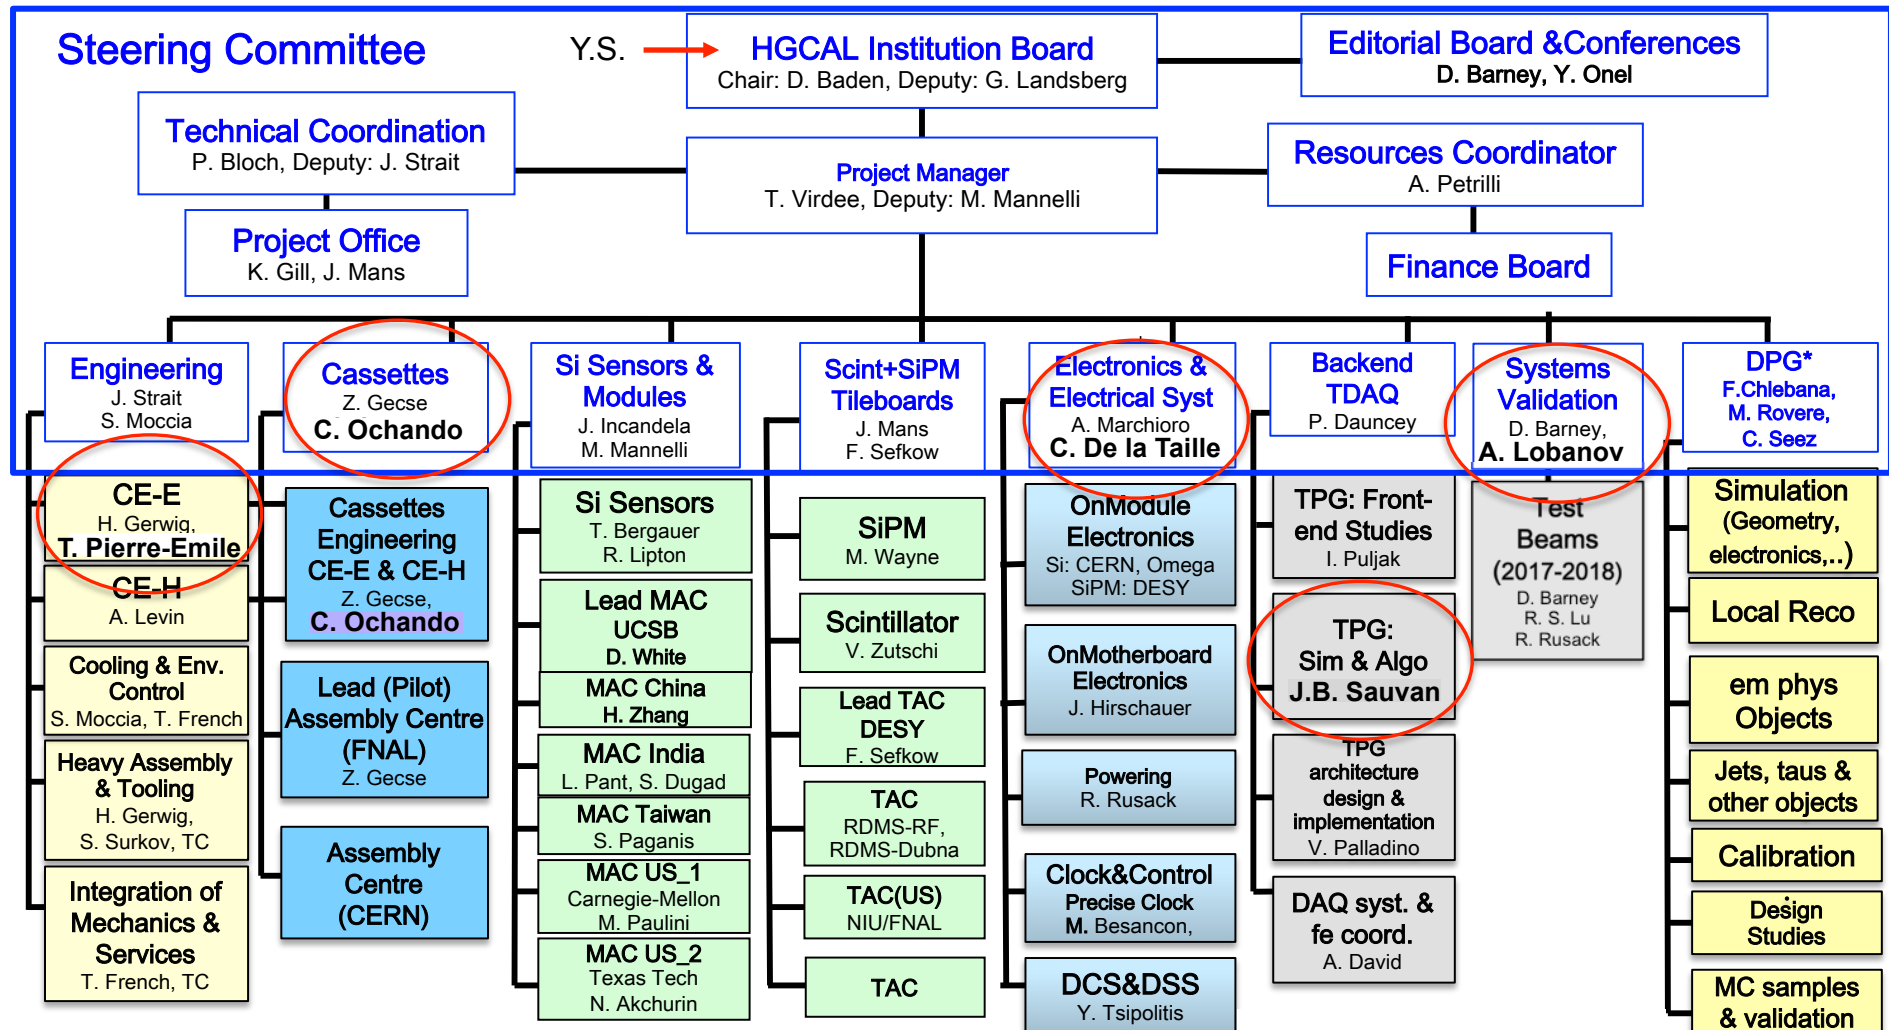 Steering Committee
Y.S.
HGCAL Institution Board
Chair: D. Baden, Deputy: G. Landsberg
Editorial Board &Conferences
D. Barney, Y. Onel
Technical Coordination
P. Bloch, Deputy: J. Strait
Project Manager
T. Virdee, Deputy: M. Mannelli
Resources Coordinator
A. Petrilli
Project Office
K. Gill, J. Mans
Finance Board
Engineering
J. Strait
S. Moccia
CE-E
H. Gerwig,
T. Pierre-Emile
CE-H
A. Levin
Cooling & Env.
Control
S. Moccia, T. French
Heavy Assembly
& Tooling
H. Gerwig,
S. Surkov, TC
Integration of
Mechanics &
Services
T. French, TC
Cassettes
Z. Gecse
C. Ochando
Cassettes
Engineering
CE-E & CE-H
Z. Gecse,
C. Ochando
Lead (Pilot)
Assembly Centre
(FNAL)
Z. Gecse
Assembly
Centre
(CERN)
Si Sensors &
Modules
J. Incandela
M. Mannelli
Si Sensors
T. Bergauer
R. Lipton
Lead MAC
UCSB
D. White
MAC China
H. Zhang
MAC India
L. Pant, S. Dugad
MAC Taiwan
S. Paganis
MAC US_1
Carnegie-Mellon
M. Paulini
MAC US_2
Texas Tech
N. Akchurin
Scint+SiPM
Tileboards
J. Mans
F. Sefkow
SiPM
M. Wayne
Scintillator
V. Zutschi
Lead TAC
DESY
F. Sefkow
TAC
RDMS-RF,
RDMS-Dubna
TAC(US)
NIU/FNAL
TAC
Electronics &
Electrical Syst
A. Marchioro
C. De la Taille
OnModule
Electronics
Si: CERN, Omega
SiPM: DESY
OnMotherboard
Electronics
J. Hirschauer
Powering
R. Rusack
Clock&Control
Precise Clock
M. Besancon,
DCS&DSS
Y. Tsipolitis
Backend
TDAQ
P. Dauncey
TPG: Front-
end Studies
I. Puljak
TPG:
Sim & Algo
J.B. Sauvan
TPG
architecture
design &
implementation
V. Palladino
DAQ syst. &
fe coord.
A. David
Systems
Validation
D. Barney,
A. Lobanov
Test
Beams
(2017-2018)
D. Barney
R. S. Lu
R. Rusack
DPG*
F.Chlebana,
M. Rovere,
C. Seez
Simulation
(Geometry,
electronics,..)
Local Reco
em phys
Objects
Jets, taus &
other objects
Calibration
Design
Studies
MC samples
& validation